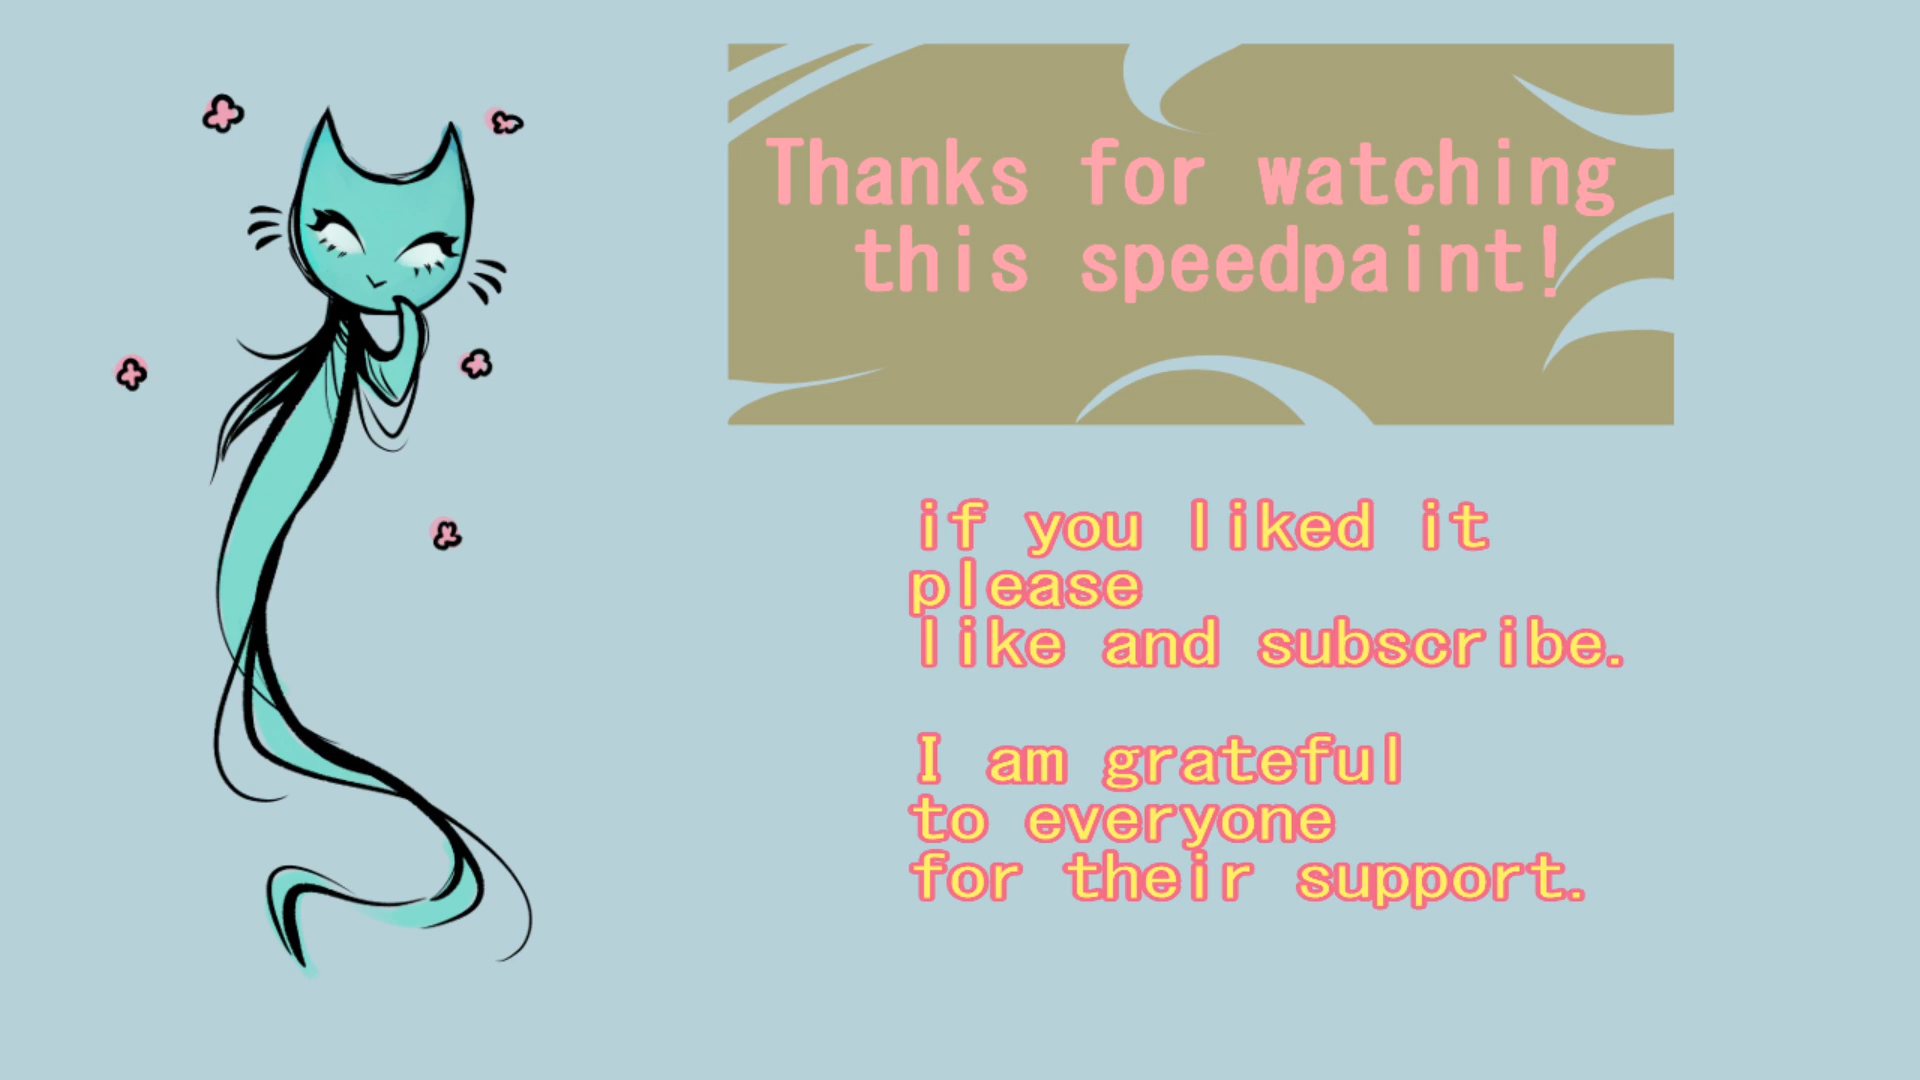 Thanks for watching
this speedpaint!
if you liked it
please
like and subscribe.
I am grateful
to everyone
for their support.